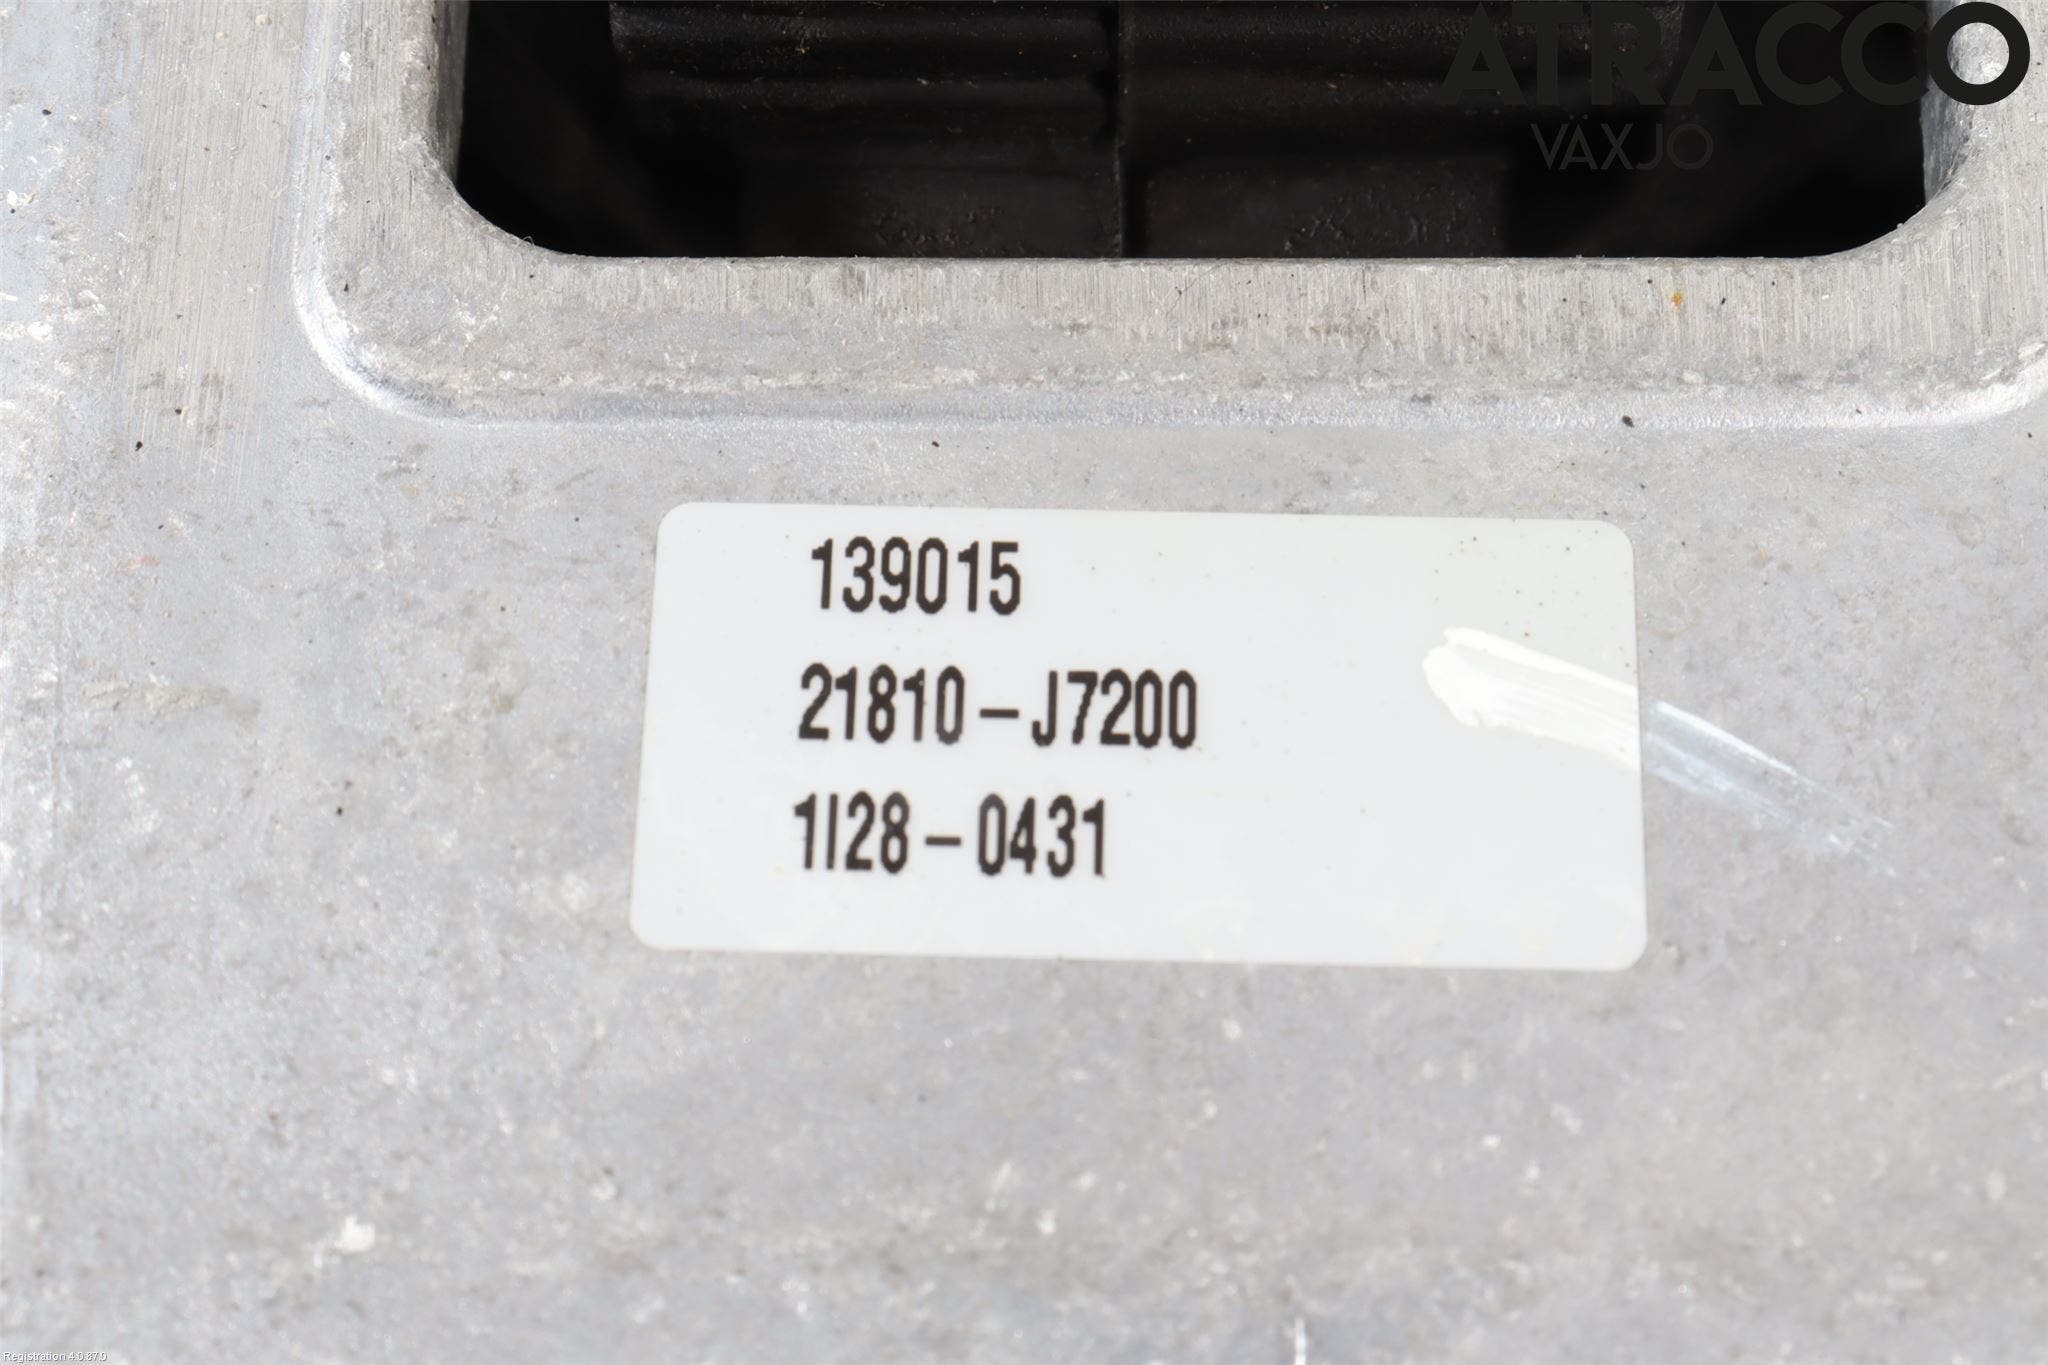 ATRACCO
VÄXJÖ
139015
21810-J7200
1I28-0431
Registration 4.0.87.0